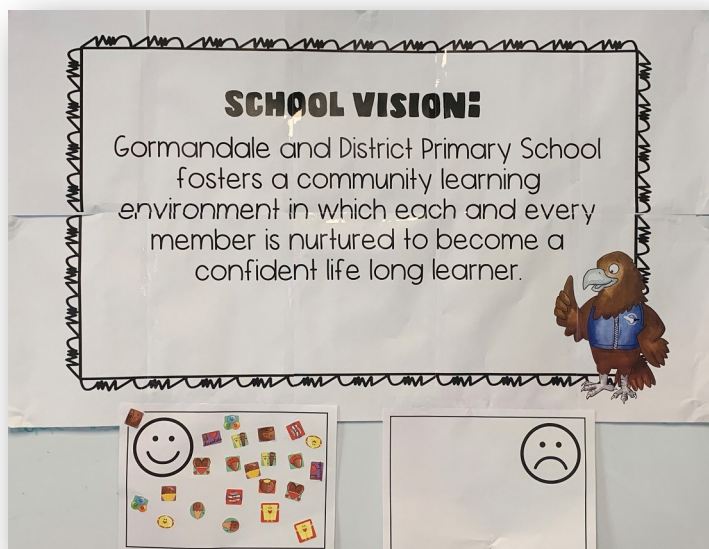 SCHOOL VISION:
Gormandale and District Primary School
fosters a community learning
environment in which each and every
member is nurtured to become a
confident life long learner.